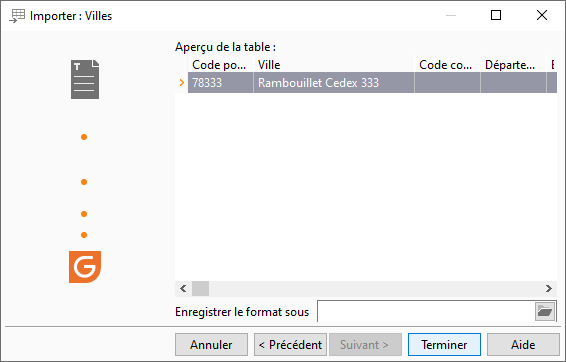 Importer : Villes
Aperçu de la table :
Code po... Ville Code co... Départe...
78333 Rambouillet Cedex 333
Enregistrer le format sous
Annuler < Précédent Suivant > Terminer Aide